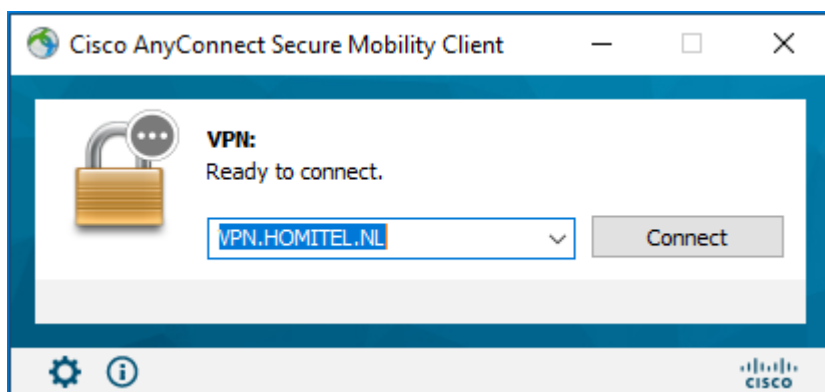 Cisco AnyConnect Secure Mobility Client
VPN:
Ready to connect.
VPN.HOMITEL.NL
Connect
CISCO